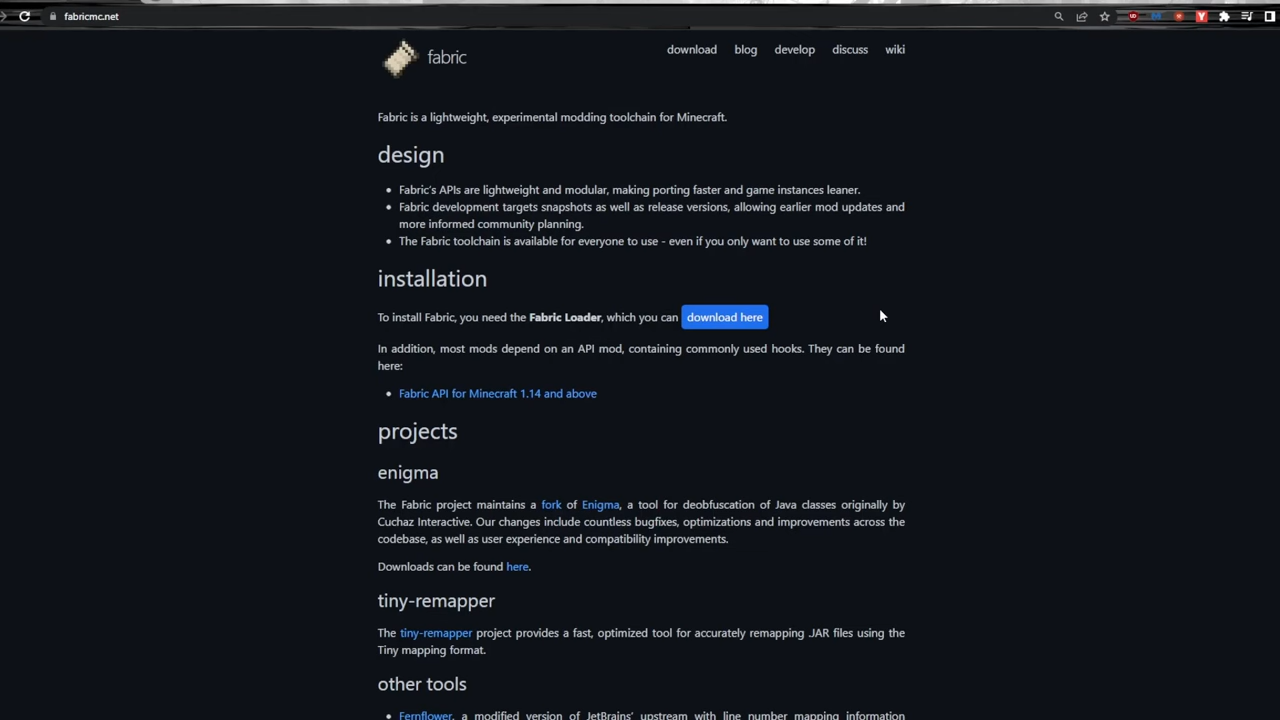 fabricmc.net
fabric
download blog develop discuss wiki
Fabric is a lightweight, experimental modding toolchain for Minecraft.
design
• Fabric's APIs are lightweight and modular, making porting faster and game instances leaner.
• Fabric development targets snapshots as well as release versions, allowing earlier mod updates and
more informed community planning.
• The Fabric toolchain is available for everyone to use - even if you only want to use some of it!
installation
To install Fabric, you need the Fabric Loader, which you can download here
In addition, most mods depend on an API mod, containing commonly used hooks. They can be found
here:
• Fabric API for Minecraft 1.14 and above
projects
enigma
The Fabric project maintains a fork of Enigma, a tool for deobfuscation of Java classes originally by
Cuchaz Interactive. Our changes include countless bugfixes, optimizations and improvements across the
codebase, as well as user experience and compatibility improvements.
Downloads can be found here.
tiny-remapper
The tiny-remapper project provides a fast, optimized tool for accurately remapping .JAR files using the
Tiny mapping format.
other tools
• Fernflower, a modified version of JetBrains' upstream with line number mapping information